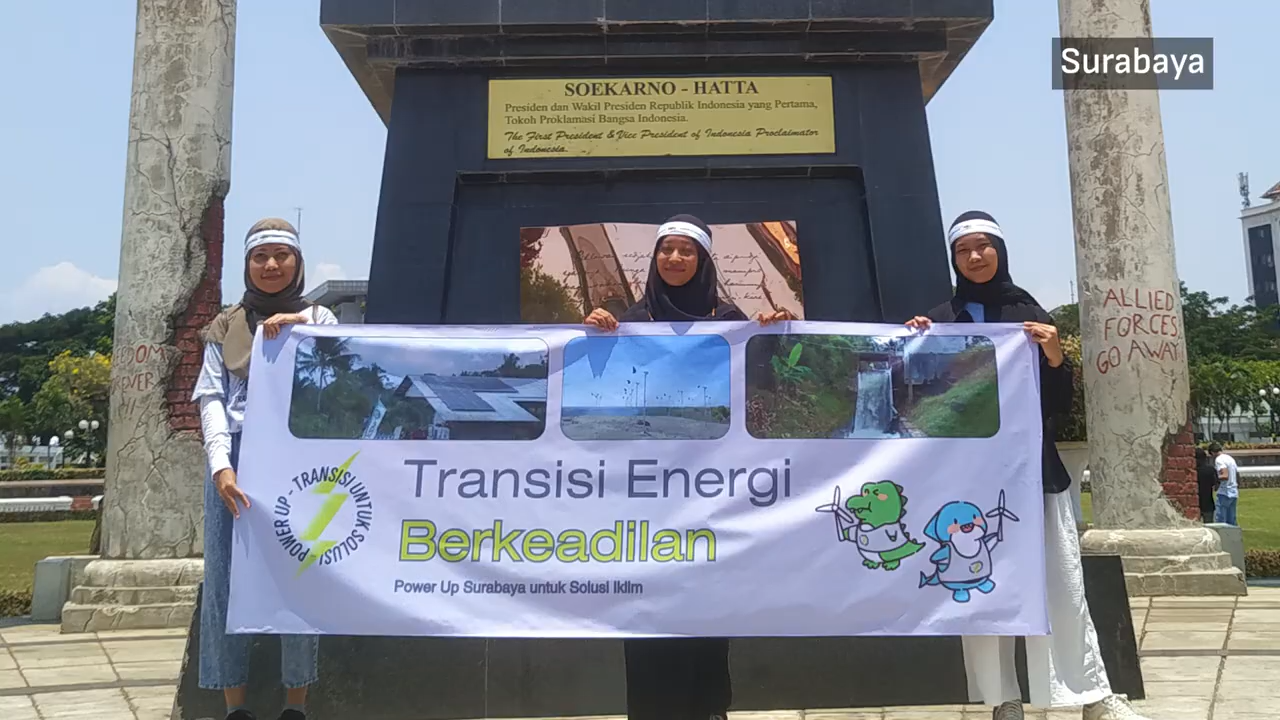 Surabaya
SOEKARNO - HATTA
Presiden dan Wakil Presiden Republik Indonesia yang Pertama,
Tokoh Proklamasi Bangsa Indonesia.
The First President & Vice President of Indonesia Proclaimator
of Indonesia.
ALLIED
FORCES
GO AWAY
POWER UP - TRANSISI UNTUK SOLUSI
Transisi Energi
Berkeadilan
Power Up Surabaya untuk Solusi Iklim